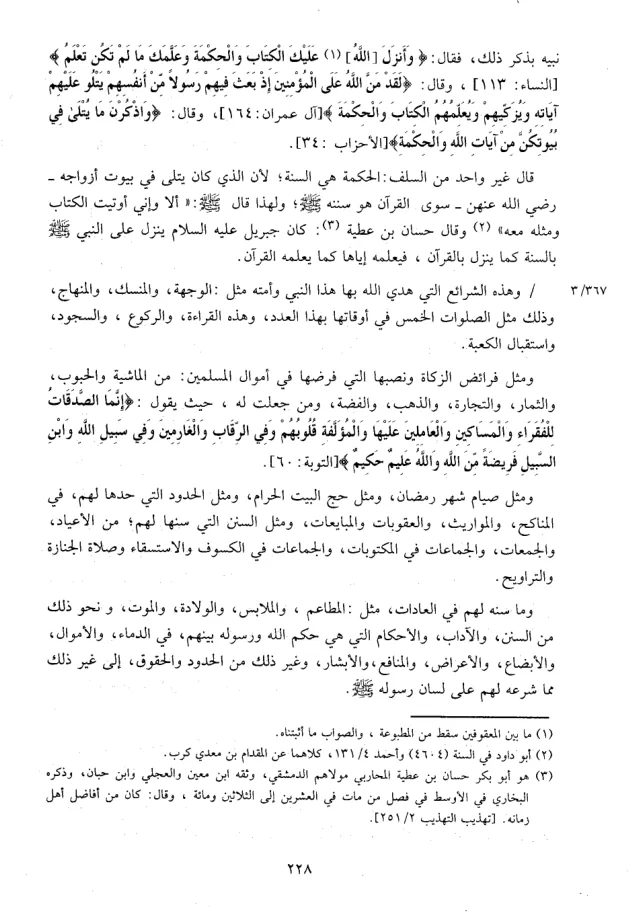 نبيه بذكر ذلك، فقال: ﴿ وَأَنزَلَ [اللَّهُ] (١) عَلَيْكَ الْكِتَابَ وَالْحِكْمَةَ وَعَلَّمَكَ مَا لَمْ تَكُن تَعْلَمُ ﴾
[النساء: ١١٣] ، وقال: ﴿لَقَدْ مَنَّ اللَّهُ عَلَى الْمُؤْمِنِينَ إِذْ بَعَثَ فِيهِمْ رَسُولاً مِّنْ أَنفُسِهِمْ يَتْلُو عَلَيْهِمْ
آيَاتِهِ وَيُزَكِّيهِمْ وَيُعَلِّمُهُمُ الْكِتَابَ وَالْحِكْمَةَ ﴾[آل عمران: ١٦٤]، وقال: ﴿وَاذْكُرْنَ مَا يُتْلَىٰ فِي
بُيُوتِكُنَّ مِنْ آيَاتِ اللَّهِ وَالْحِكْمَةِ﴾[الأحزاب :٣٤].
قال غير واحد من السلف: الحكمة هي السنة؛ لأن الذي كان يتلى في بيوت أزواجه ـ
رضي الله عنهن ـ سوى القرآن هو سننه ﷺ؛ ولهذا قال ﷺ:« ألا وإني أوتيت الكتاب
ومثله معه» (٢) وقال حسان بن عطية (٣): كان جبريل عليه السلام ينزل على النبي ﷺ
بالسنة كما ينزل بالقرآن ، فيعلمه إياها كما يعلمه القرآن.
٣/٣٦٧ / وهذه الشرائع التي هدي الله بها هذا النبي وأمته مثل :الوجهة، والمنسك، والمنهاج،
وذلك مثل الصلوات الخمس في أوقاتها بهذا العدد، وهذه القراءة، والركوع ، والسجود،
واستقبال الكعبة.
ومثل فرائض الزكاة ونصبها التي فرضها في أموال المسلمين: من الماشية والحبوب،
والثمار، والتجارة، والذهب، والفضة، ومن جعلت له ، حيث يقول :﴿إِنَّمَا الصَّدَقَاتُ
لِلْفُقَرَاءِ وَالْمَسَاكِينِ وَالْعَامِلِينَ عَلَيْهَا وَالْمُؤَلَّفَةِ قُلُوبُهُمْ وَفِي الرِّقَابِ وَالْغَارِمِينَ وَفِي سَبِيلِ اللَّهِ وَابْنِ
السَّبِيلِ فَرِيضَةً مِّنَ اللَّهِ وَاللَّهُ عَلِيمٌ حَكِيمٌ ﴾[التوبة: ٦٠].
ومثل صيام شهر رمضان، ومثل حج البيت الحرام، ومثل الحدود التي حدها لهم، في
المناكح، والمواريث، والعقوبات والمبايعات، ومثل السنن التي سنها لهم؛ من الأعياد،
والجمعات، والجماعات في المكتوبات، والجماعات في الكسوف والاستسقاء وصلاة الجنازة
والتراويح.
وما سنه لهم في العادات، مثل :المطاعم ، والملابس، والولادة، والموت، و نحو ذلك
من السنن، والآداب، والأحكام التي هي حكم الله ورسوله بينهم، في الدماء، والأموال،
والأبضاع، والأعراض، والمنافع،والأبشار، وغير ذلك من الحدود والحقوق، إلى غير ذلك
مما شرعه لهم على لسان رسوله ﷺ.
(١) ما بين المعقوفين سقط من المطبوعة ، والصواب ما أثبتناه.
(٢) أبو داود في السنة (٤٦٠٤) وأحمد ٤/ ١٣١، كلاهما عن المقدام بن معدي كرب.
(٣) هو أبو بكر حسان بن عطية المحاربي مولاهم الدمشقي، وثقه ابن معين والعجلي وابن حبان، وذكره
البخاري في الأوسط في فصل من مات في العشرين إلى الثلاثين ومائة ، وقال: كان من أفاضل أهل
زمانه. [تهذيب التهذيب ٢/ ٢٥١].
٢٢٨